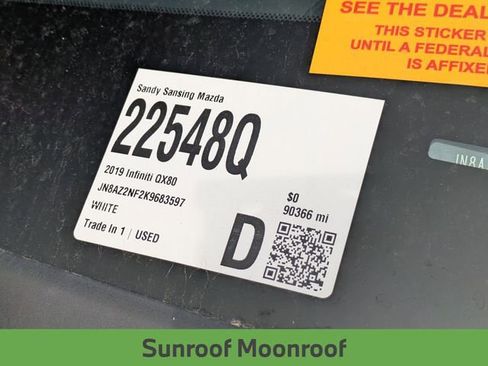 SEE THE DEAL
THIS STICKER
UNTIL A FEDERAL
IS AFFIXE
Sandy Sansing Mazda
22548Q
2019 Infiniti QX80
JN8AZ2NF2K9683597
WHITE
Trade In 1 / USED
$0
90366 mi
D
JN8A
Sunroof Moonroof